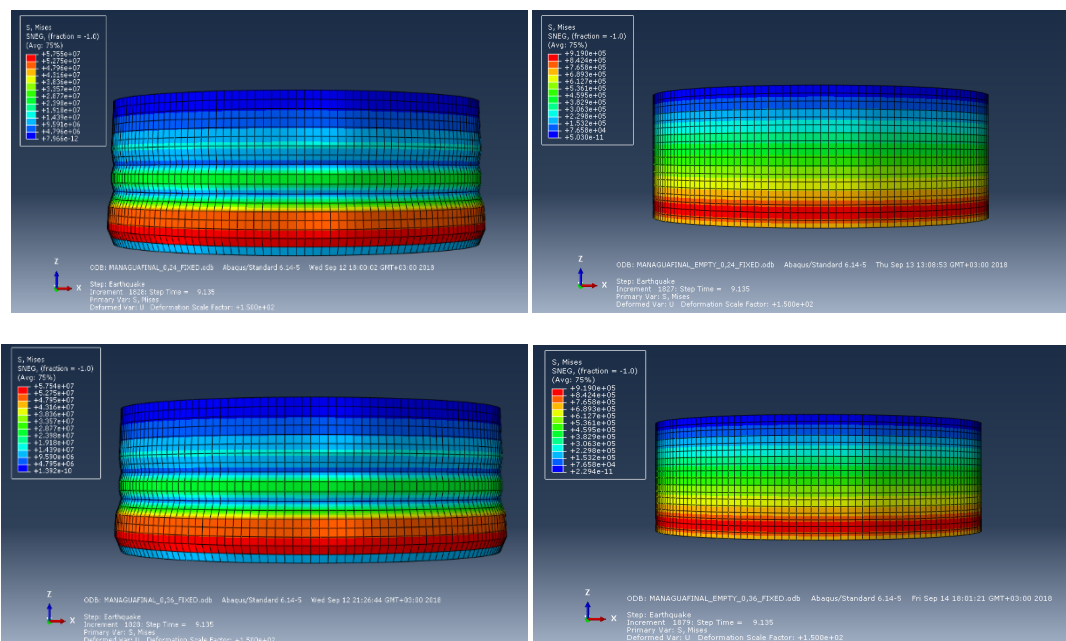 S, Mises
SNEG, (fraction = -1.0)
(Avg: 75%)
+5.755e+07
+5.275e+07
+4.796e+07
+4.316e+07
+3.836e+07
+3.357e+07
+2.877e+07
+2.398e+07
+1.918e+07
+1.439e+07
+9.591e+06
+4.796e+06
+7.966e-12
Z
X
ODB: MANAGUAFINAL_0,24_FIXED.odb Abaqus/Standard 6.14-5 Wed Sep 12 18:00:02 GMT+03:00 2018
Step: Earthquake
Increment 1828: Step Time = 9.135
Primary Var: S, Mises
Deformed Var: U Deformation Scale Factor: +1.500e+02
S, Mises
SNEG, (fraction = -1.0)
(Avg: 75%)
+9.190e+05
+8.424e+05
+7.658e+05
+6.893e+05
+6.127e+05
+5.361e+05
+4.595e+05
+3.829e+05
+3.063e+05
+2.298e+05
+1.532e+05
+7.658e+04
+5.030e-11
Z
X
ODB: MANAGUAFINAL_EMPTY_0,24_FIXED.odb Abaqus/Standard 6.14-5 Thu Sep 13 13:08:53 GMT+03:00 2018
Step: Earthquake
Increment 1827: Step Time = 9.135
Primary Var: S, Mises
Deformed Var: U Deformation Scale Factor: +1.500e+02
S, Mises
SNEG, (fraction = -1.0)
(Avg: 75%)
+5.754e+07
+5.275e+07
+4.795e+07
+4.316e+07
+3.836e+07
+3.357e+07
+2.877e+07
+2.398e+07
+1.918e+07
+1.439e+07
+9.590e+06
+4.795e+06
+1.392e-10
Z
X
ODB: MANAGUAFINAL_0,36_FIXED.odb Abaqus/Standard 6.14-5 Wed Sep 12 21:26:44 GMT+03:00 2018
Step: Earthquake
Increment 1828: Step Time = 9.135
Primary Var: S, Mises
Deformed Var: U Deformation Scale Factor: +1.500e+02
S, Mises
SNEG, (fraction = -1.0)
(Avg: 75%)
+9.190e+05
+8.424e+05
+7.658e+05
+6.893e+05
+6.127e+05
+5.361e+05
+4.595e+05
+3.829e+05
+3.063e+05
+2.298e+05
+1.532e+05
+7.658e+04
+2.294e-11
Z
X
ODB: MANAGUAFINAL_EMPTY_0,36_FIXED.odb Abaqus/Standard 6.14-5 Fri Sep 14 18:01:21 GMT+03:00 2018
Step: Earthquake
Increment 1879: Step Time = 9.135
Primary Var: S, Mises
Deformed Var: U Deformation Scale Factor: +1.500e+02